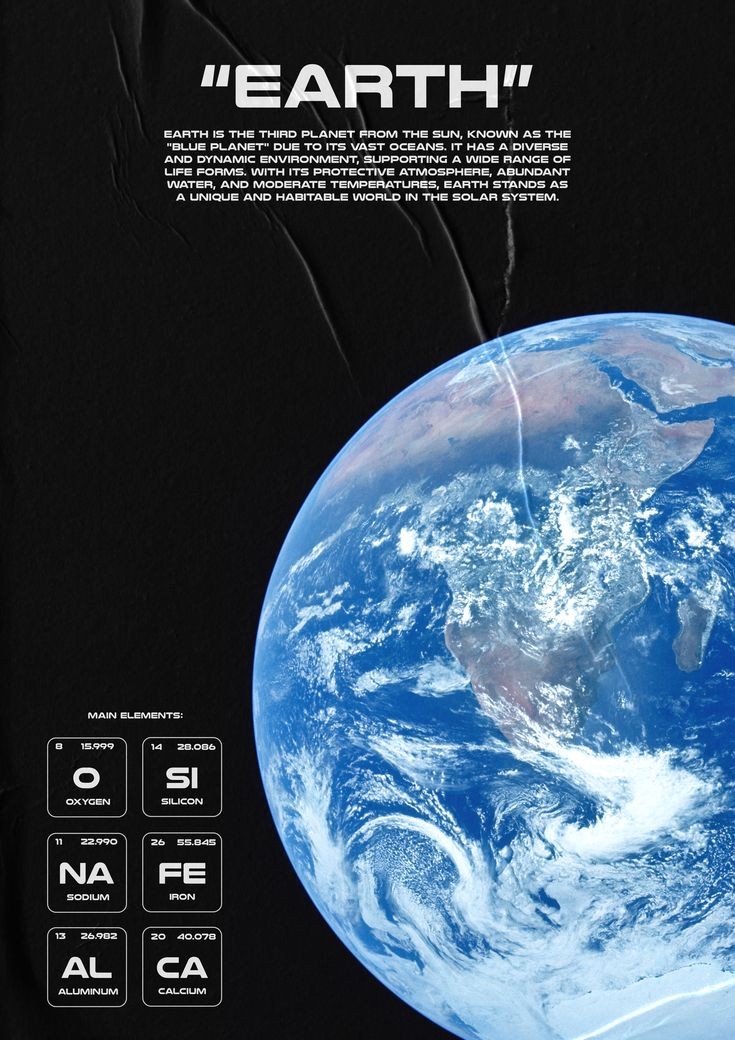 “EARTH”
EARTH IS THE THIRD PLANET FROM THE SUN, KNOWN AS THE
"BLUE PLANET" DUE TO ITS VAST OCEANS. IT HAS A DIVERSE
AND DYNAMIC ENVIRONMENT, SUPPORTING A WIDE RANGE OF
LIFE FORMS. WITH ITS PROTECTIVE ATMOSPHERE, ABUNDANT
WATER, AND MODERATE TEMPERATURES, EARTH STANDS AS
A UNIQUE AND HABITABLE WORLD IN THE SOLAR SYSTEM.
MAIN ELEMENTS:
8 15.999
O
OXYGEN
14 28.086
SI
SILICON
11 22.990
NA
SODIUM
26 55.845
FE
IRON
13 26.982
AL
ALUMINUM
20 40.078
CA
CALCIUM